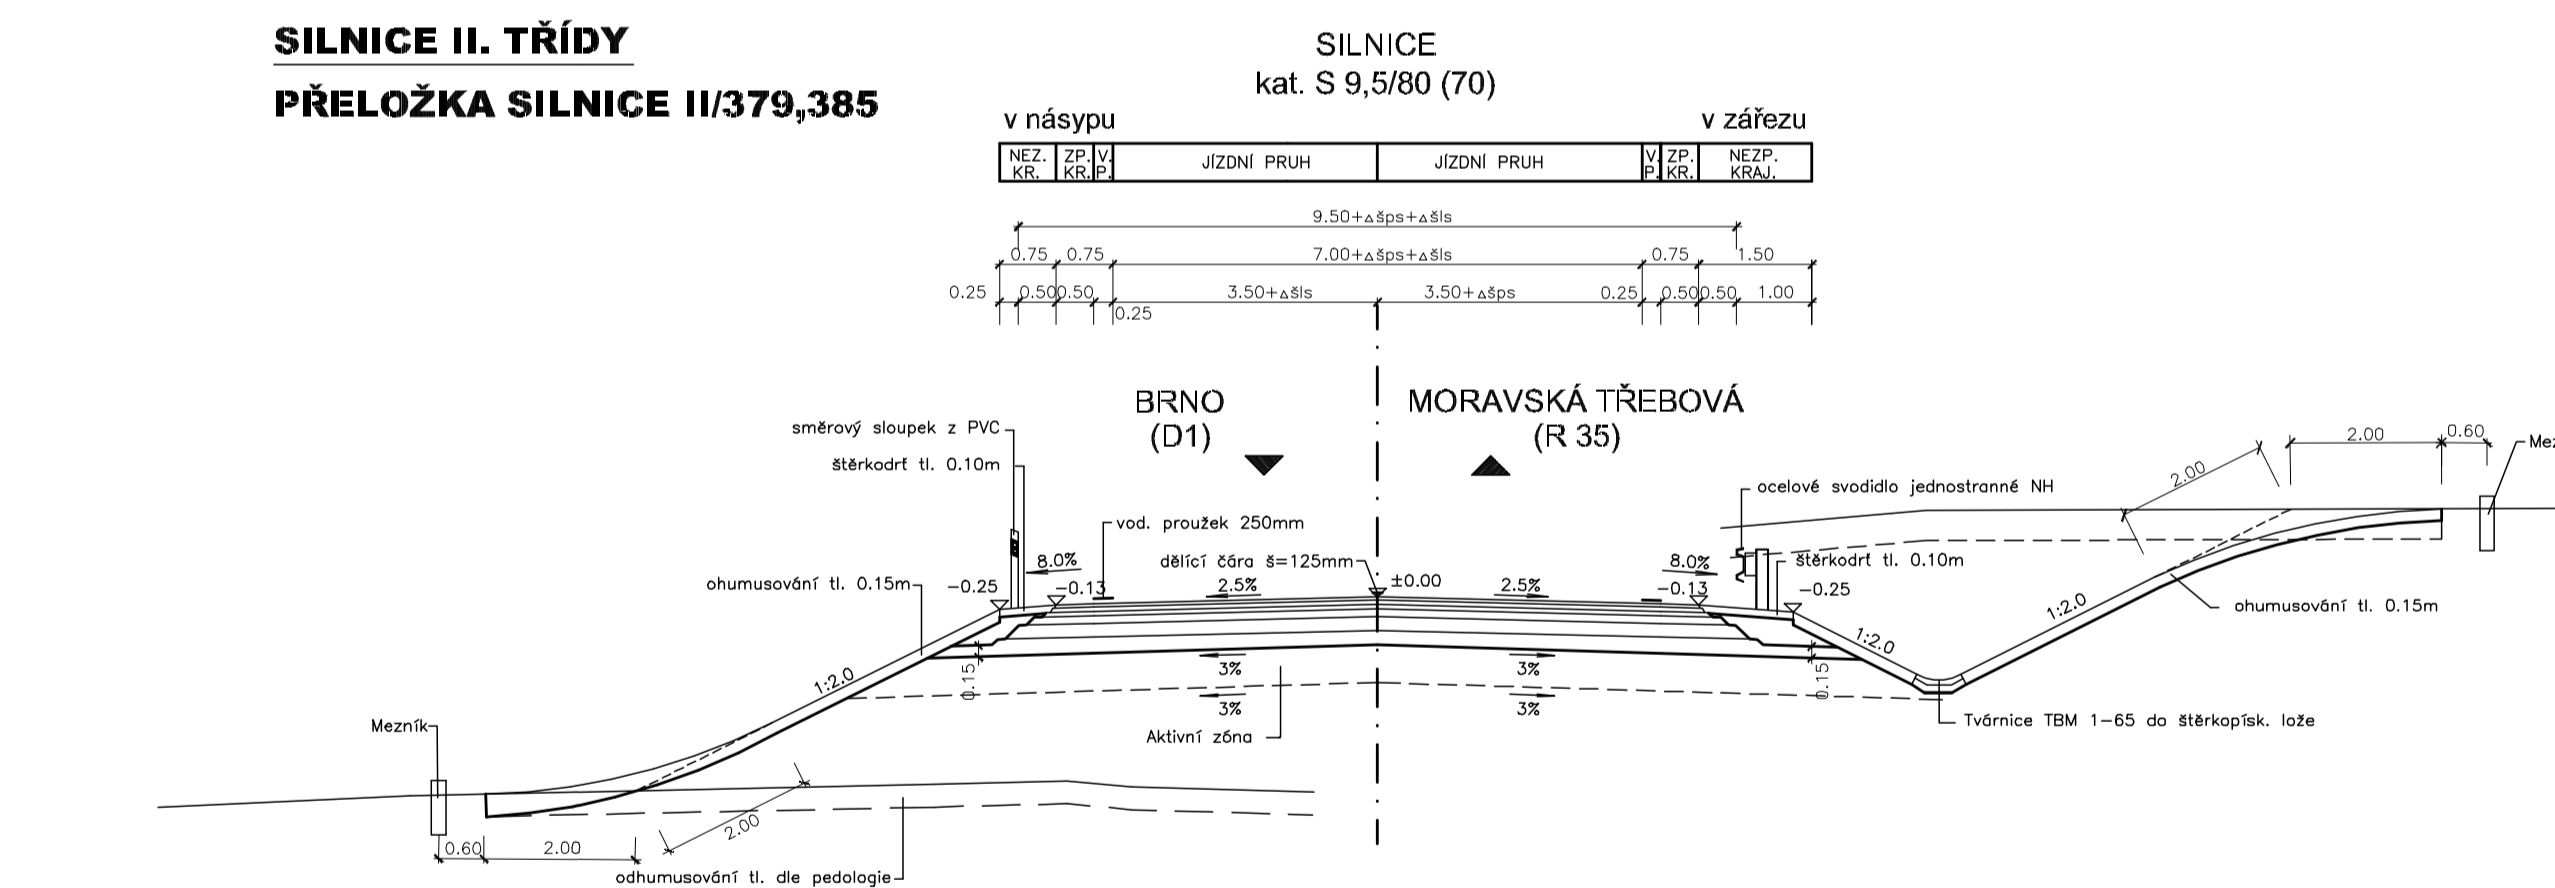 SILNICE II. TŘÍDY
PŘELOŽKA SILNICE II/379,385
SILNICE
kat. S 9,5/80 (70)
v násypu
v zářezu
NEZ. KR.
ZP. KR.
V. P.
JÍZDNÍ PRUH
JÍZDNÍ PRUH
V. P.
ZP. KR.
NEZP. KRAJ.
9.50+△šps+△šls
0.75 0.75 7.00+△šps+△šls 0.75 1.50
0.25 0.50 0.50 3.50+△šls 3.50+△šps 0.25 0.50 0.50 1.00
0.25
BRNO
(D1)
MORAVSKÁ TŘEBOVÁ
(R 35)
směrový sloupek z PVC
štěrkodrť tl. 0.10m
2.00 0.60
Mez
2.00
ocelové svodidlo jednostranné NH
vod. proužek 250mm
dělící čára š=125mm
8.0%
8.0%
štěrkodrť tl. 0.10m
ohumusování tl. 0.15m
-0.25
-0.13
2.5%
±0.00
2.5%
-0.13
-0.25
1:2.0
ohumusování tl. 0.15m
1:2.0
1:2.0
0.15
3%
3%
0.15
3%
3%
Mezník
Aktivní zóna
Tvárnice TBM 1-65 do štěrkopísk. lože
2.00
0.60 2.00
odhumusování tl. dle pedologie